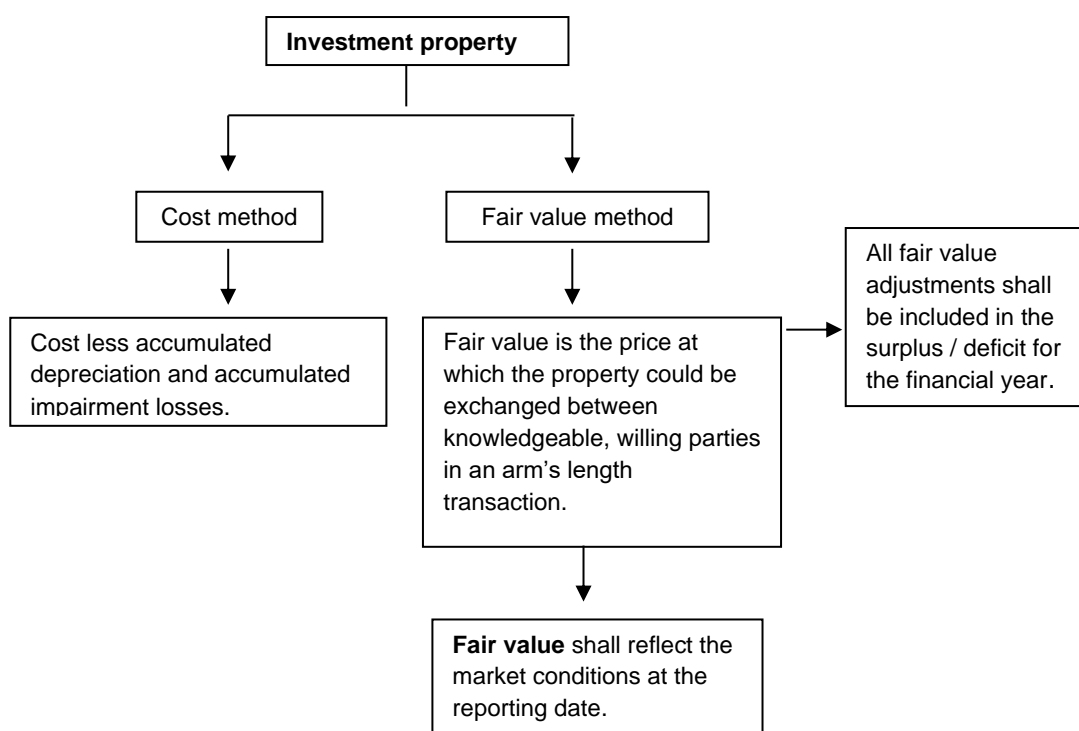 Investment property
Cost method
Fair value method
Cost less accumulated
depreciation and accumulated
impairment losses.
Fair value is the price at
which the property could be
exchanged between
knowledgeable, willing parties
in an arm’s length
transaction.
All fair value
adjustments shall
be included in the
surplus / deficit for
the financial year.
Fair value shall reflect the
market conditions at the
reporting date.